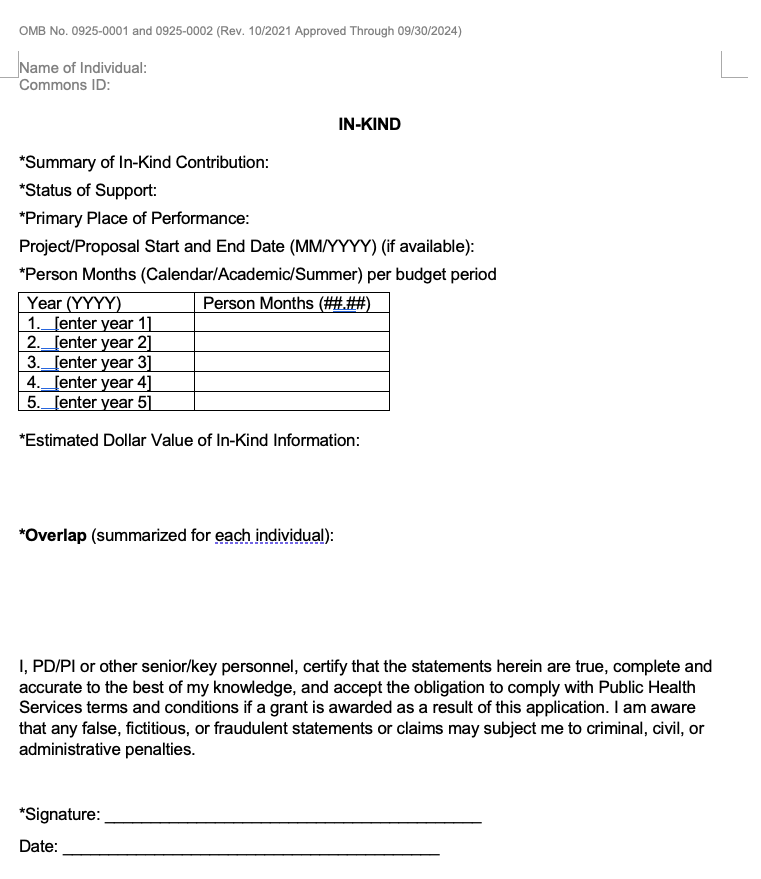 OMB No. 0925-0001 and 0925-0002 (Rev. 10/2021 Approved Through 09/30/2024)
Name of Individual:
Commons ID:
IN-KIND
*Summary of In-Kind Contribution:
*Status of Support:
*Primary Place of Performance:
Project/Proposal Start and End Date (MM/YYYY) (if available):
*Person Months (Calendar/Academic/Summer) per budget period
Year (YYYY) Person Months (##.##)
1. [enter year 1]
2. [enter year 2]
3. [enter year 3]
4. [enter year 4]
5. [enter year 5]
*Estimated Dollar Value of In-Kind Information:
*Overlap (summarized for each individual):
I, PD/PI or other senior/key personnel, certify that the statements herein are true, complete and
accurate to the best of my knowledge, and accept the obligation to comply with Public Health
Services terms and conditions if a grant is awarded as a result of this application. I am aware
that any false, fictitious, or fraudulent statements or claims may subject me to criminal, civil, or
administrative penalties.
*Signature: ___________________________________________
Date: ___________________________________________